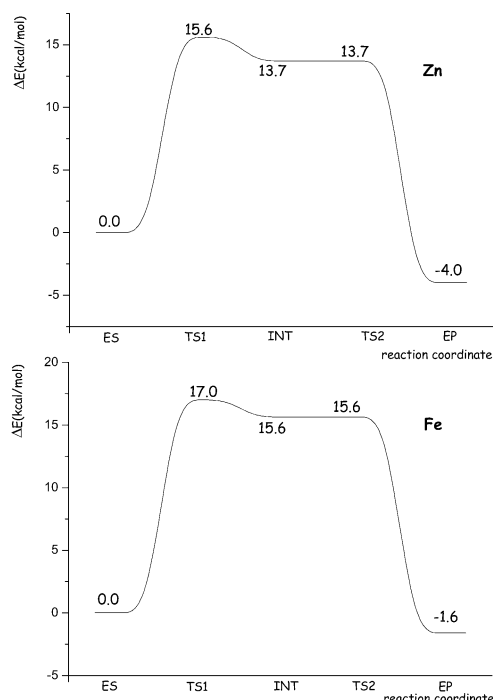 ΔE(kcal/mol)
15
10
5
0
-5
0.0
15.6
13.7
13.7
-4.0
Zn
ES TS1 INT TS2 EP
reaction coordinate
ΔE(kcal/mol)
20
15
10
5
0
-5
0.0
17.0
15.6
15.6
-1.6
Fe
ES TS1 INT TS2 EP
reaction coordinate